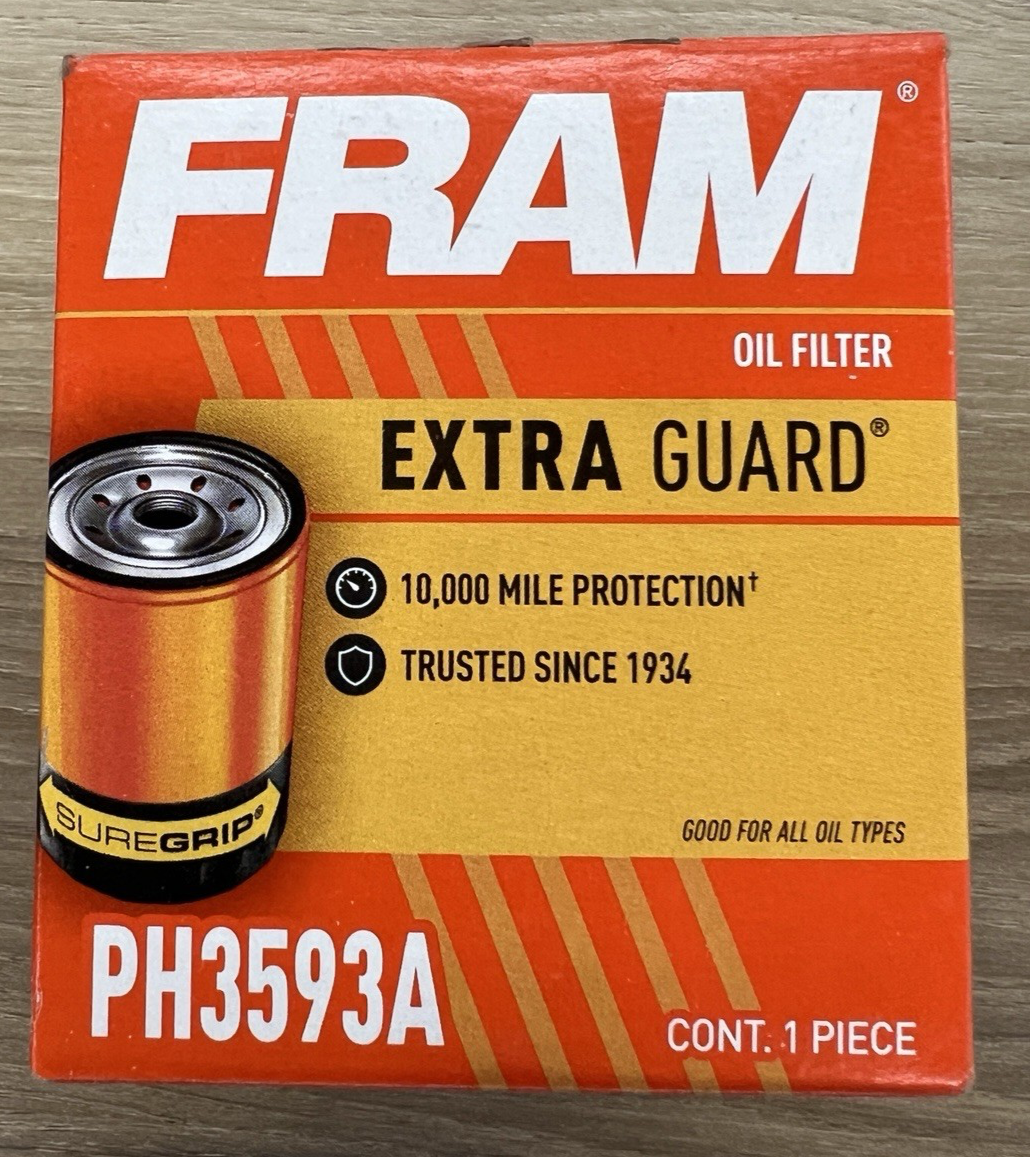 FRAM®
OIL FILTER
EXTRA GUARD®
10,000 MILE PROTECTION†
TRUSTED SINCE 1934
SUREGRIP®
GOOD FOR ALL OIL TYPES
PH3593A
CONT. 1 PIECE